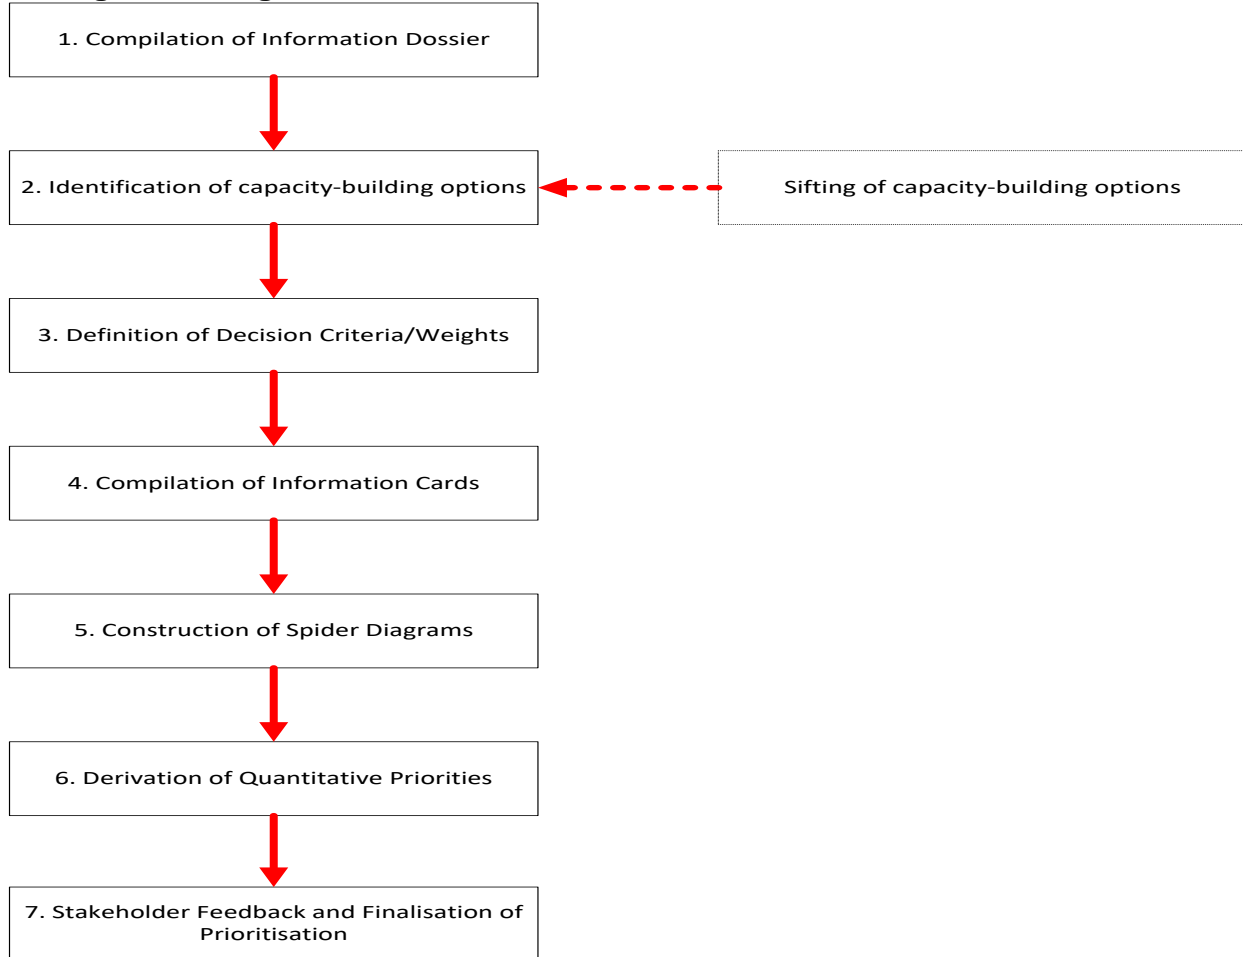 1. Compilation of Information Dossier
2. Identification of capacity-building options
Sifting of capacity-building options
3. Definition of Decision Criteria/Weights
4. Compilation of Information Cards
5. Construction of Spider Diagrams
6. Derivation of Quantitative Priorities
7. Stakeholder Feedback and Finalisation of
Prioritisation